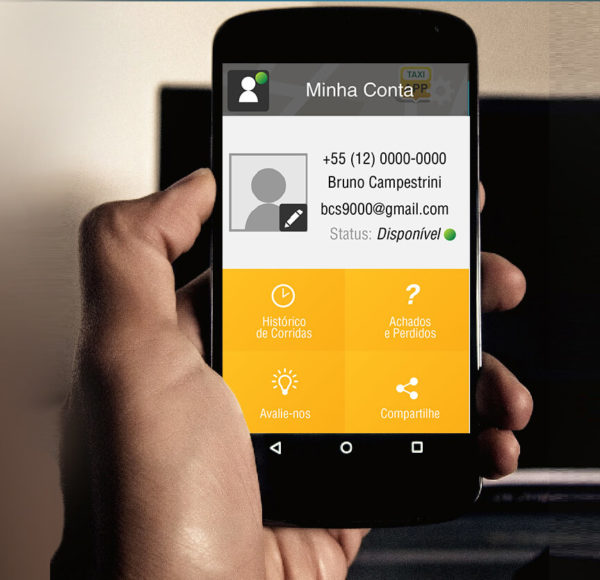 TAXI
APP
Minha Conta
+55 (12) 0000-0000
Bruno Campestrini
bcs9000@gmail.com
Status: Disponível
?
Histórico
de Corridas
Achados
e Perdidos
Avalie-nos
Compartilhe